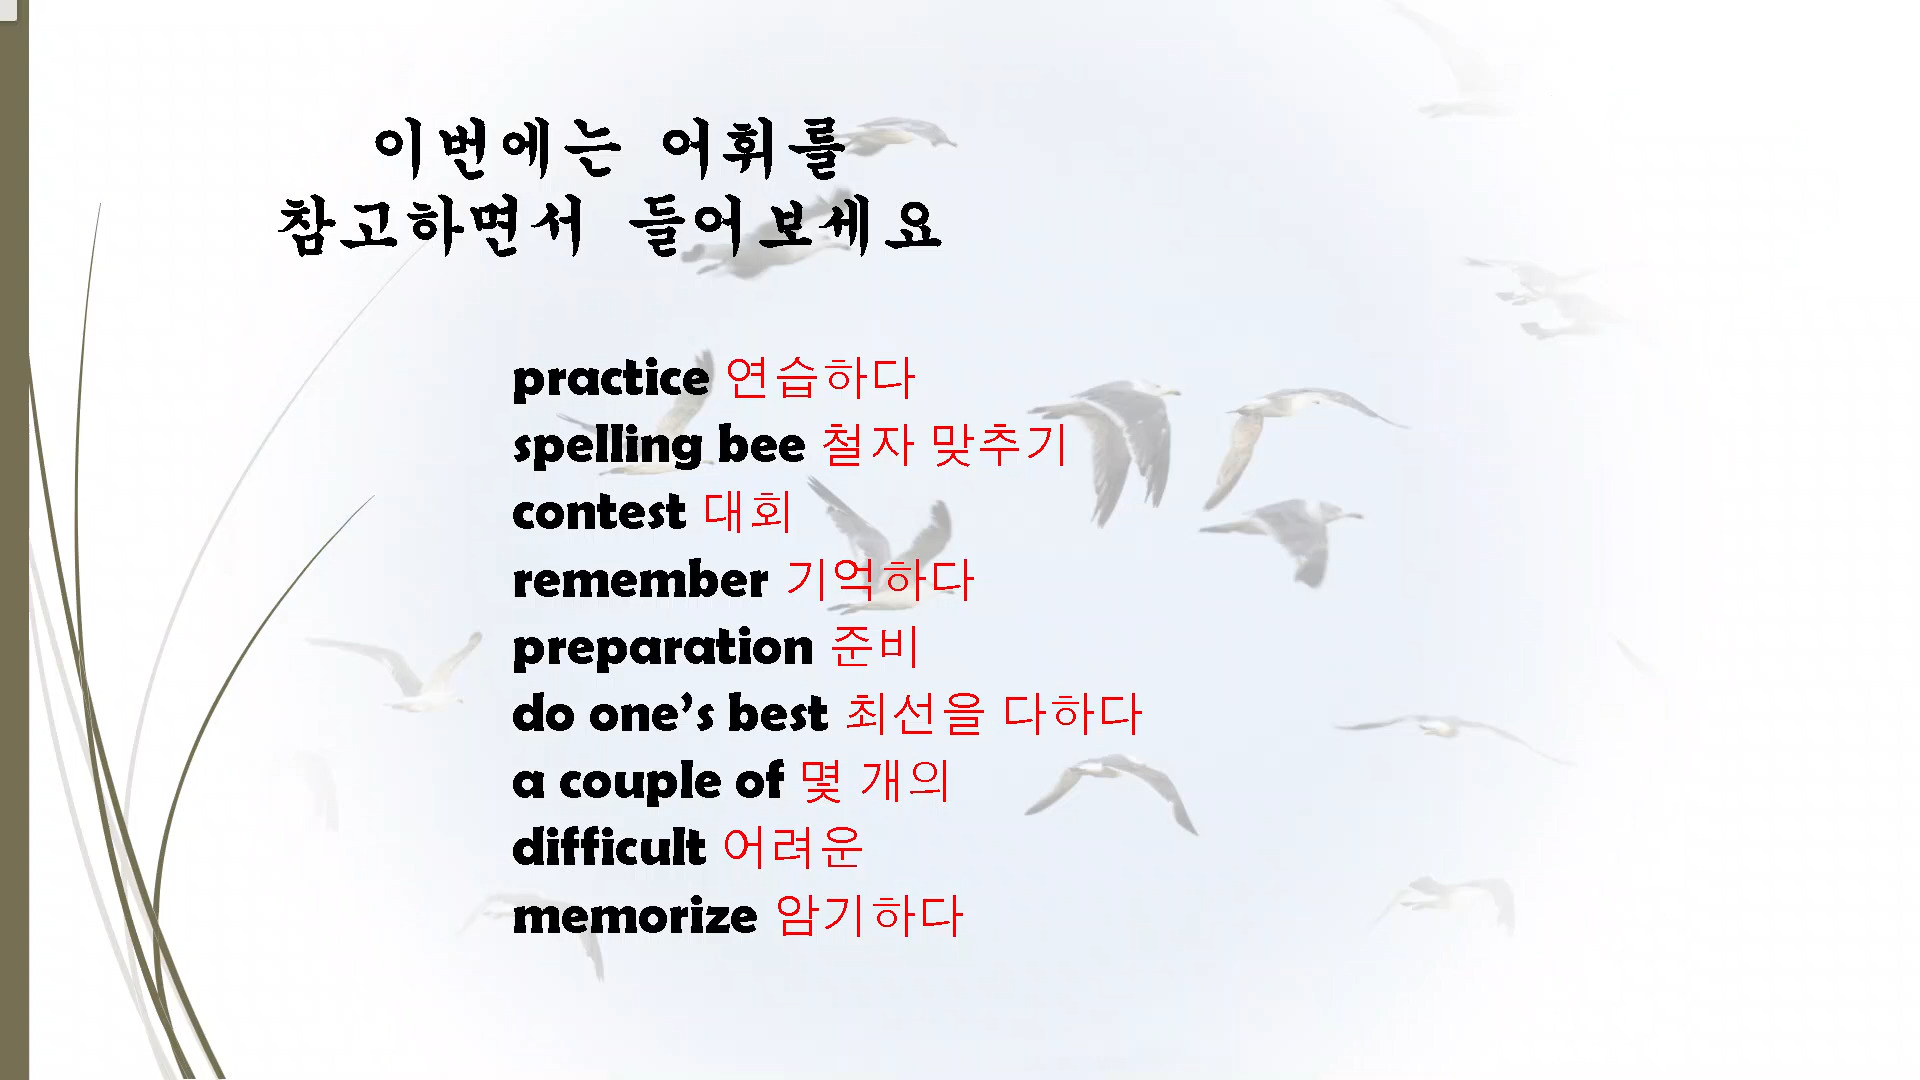 이번에는 어휘를
참고하면서 들어보세요
practice 연습하다
spelling bee 철자 맞추기
contest 대회
remember 기억하다
preparation 준비
do one’s best 최선을 다하다
a couple of 몇 개의
difficult 어려운
memorize 암기하다